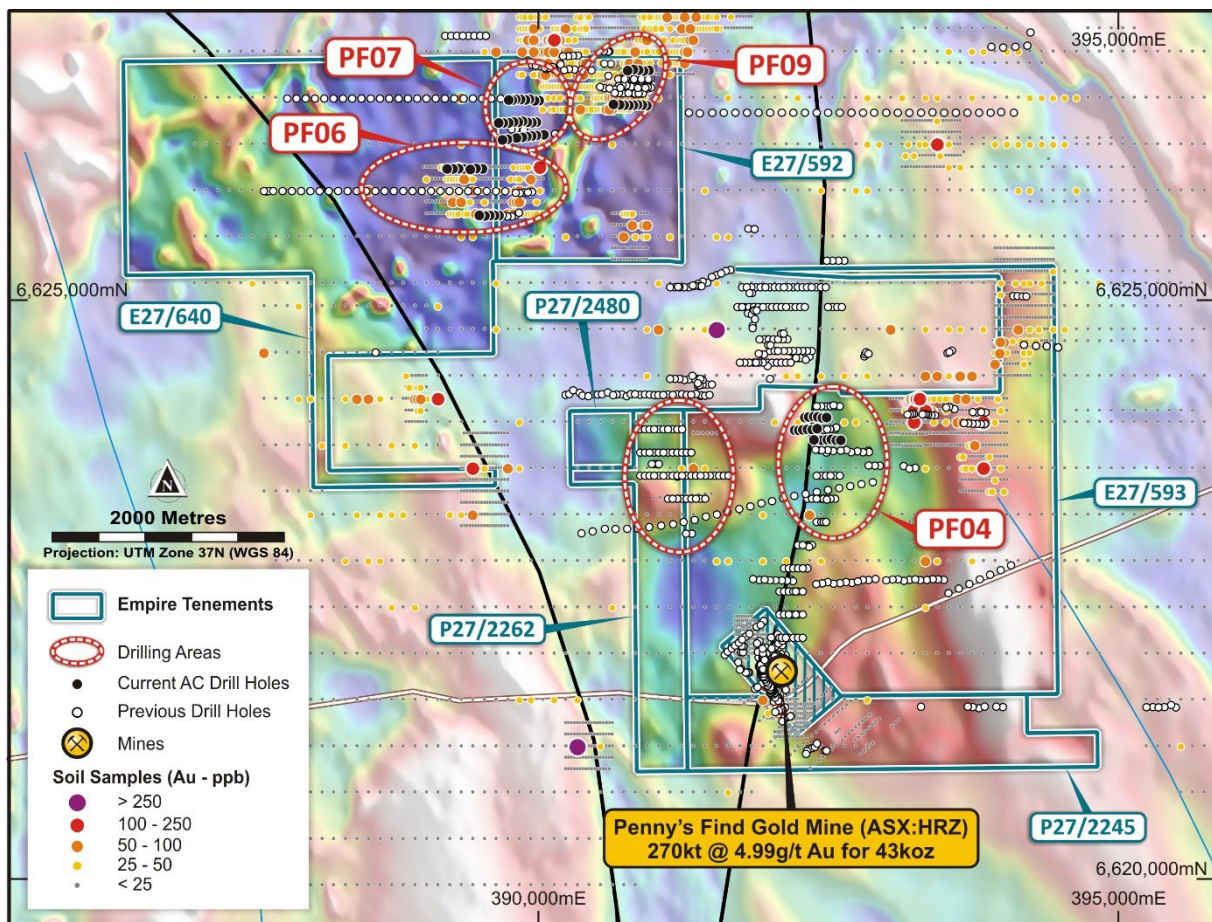 395,000mE
PF07
PF09
PF06
E27/592
6,625,000mN
6,625,000mN
E27/640
P27/2480
N
2000 Metres
Projection: UTM Zone 37N (WGS 84)
E27/593
PF04
Empire Tenements
Drilling Areas
Current AC Drill Holes
Previous Drill Holes
Mines
Soil Samples (Au - ppb)
> 250
100 - 250
50 - 100
25 - 50
< 25
P27/2262
Penny's Find Gold Mine (ASX:HRZ)
270kt @ 4.99g/t Au for 43koz
P27/2245
6,620,000mN
390,000mE
395,000mE